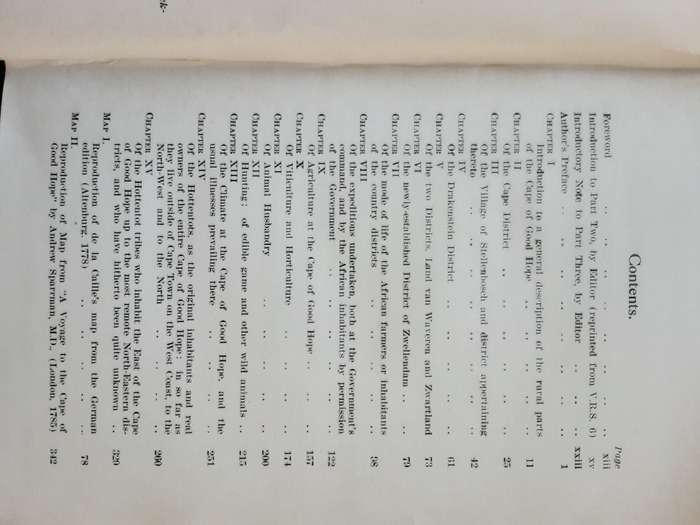 ck-
Contents.
Page
Foreword .. .. .. .. .. .. xiii
Introduction to Part Two, by Editor (reprinted from V.R.S. 6) xv
Introductory Note to Part Three, by Editor .. .. xxiii
Author's Preface .. .. .. .. .. 1
CHAPTER I
Introduction to a general description of the rural parts
of the Cape of Good Hope .. .. .. 11
CHAPTER II
Of the Cape District .. .. .. .. 25
CHAPTER III
Of the Village of Stellenbosch and district appertaining
thereto .. .. .. .. .. 42
CHAPTER IV
Of the Drakenstein District .. .. .. 61
CHAPTER V
Of the two Districts, Land van Waveren and Zwartland 73
CHAPTER VI
Of the newly-established District of Zwellendam .. 79
CHAPTER VII
Of the mode of life of the African farmers or inhabitants
of the country districts .. .. .. 98
CHAPTER VIII
Of the expeditions undertaken, both at the Government's
command, and by the African inhabitants by permission
of the Government .. .. .. 122
CHAPTER IX
Of Agriculture at the Cape of Good Hope .. .. 157
CHAPTER X
Of Viticulture and Horticulture .. .. 174
CHAPTER XI
Of Animal Husbandry .. .. .. 200
CHAPTER XII
Of Hunting; of edible game and other wild animals .. 215
CHAPTER XIII
Of the Climate at the Cape of Good Hope, and the
usual illnesses prevailing there .. .. .. 251
CHAPTER XIV
Of the Hottentots, as the original inhabitants and real
owners of the entire Cape of Good Hope: in so far as
they live outside of Cape Town on the West Coast, to the
North-West and to the North .. .. .. 260
CHAPTER XV
Of the Hottentot tribes who inhabit the East of the Cape
of Good Hope up to the most remote North-Eastern dis-
tricts, and who have hitherto been quite unknown .. 329
MAP I.
Reproduction of de la Caille's map from the German
edition (Altenburg, 1778) .. .. .. 78
MAP II.
Reproduction of Map from "A Voyage to the Cape of
Good Hope" by Andrew Sparrman, M.D. (London, 1785) 342